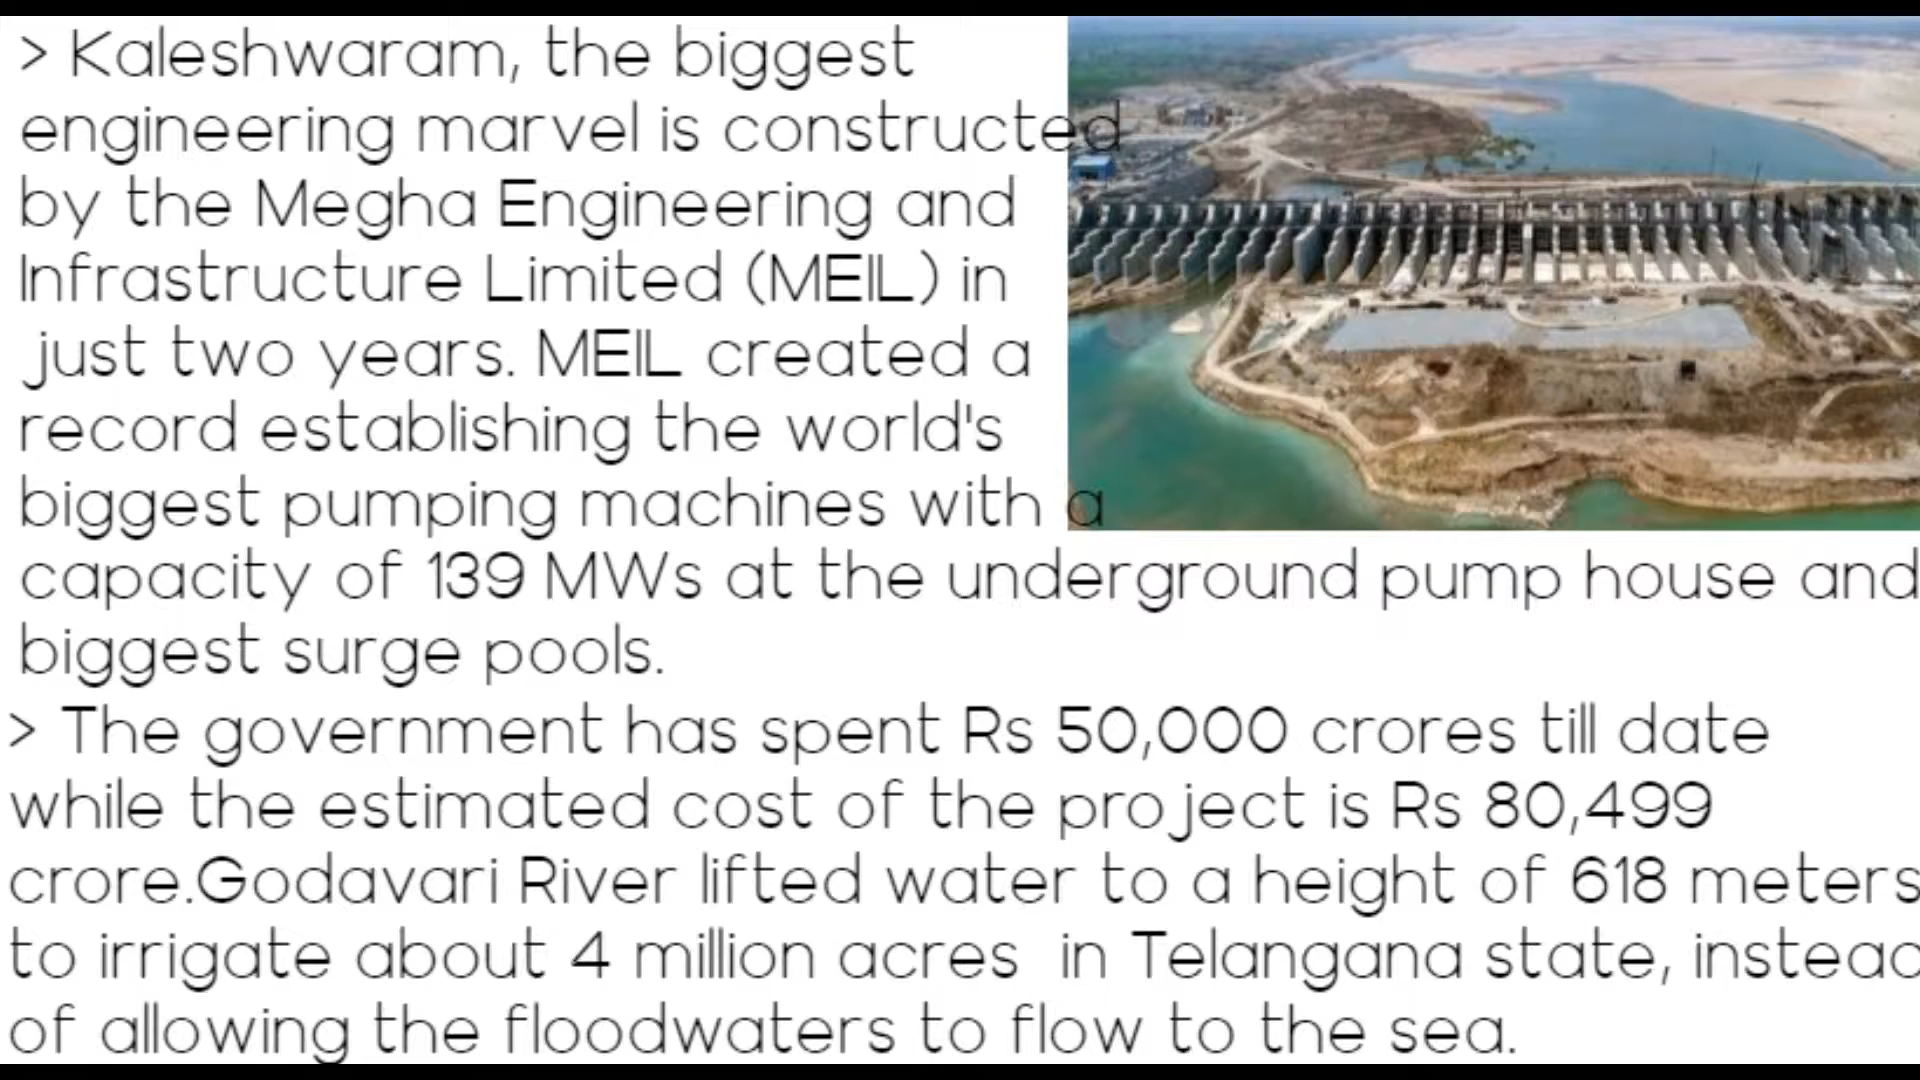 > Kaleshwaram, the biggest
engineering marvel is constructed
by the Megha Engineering and
Infrastructure Limited (MEIL) in
just two years. MEIL created a
record establishing the world's
biggest pumping machines with a
capacity of 139 MWs at the underground pump house and
biggest surge pools.
> The government has spent Rs 50,000 crores till date
while the estimated cost of the project is Rs 80,499
crore.Godavari River lifted water to a height of 618 meters
to irrigate about 4 million acres  in Telangana state, instead
of allowing the floodwaters to flow to the sea.